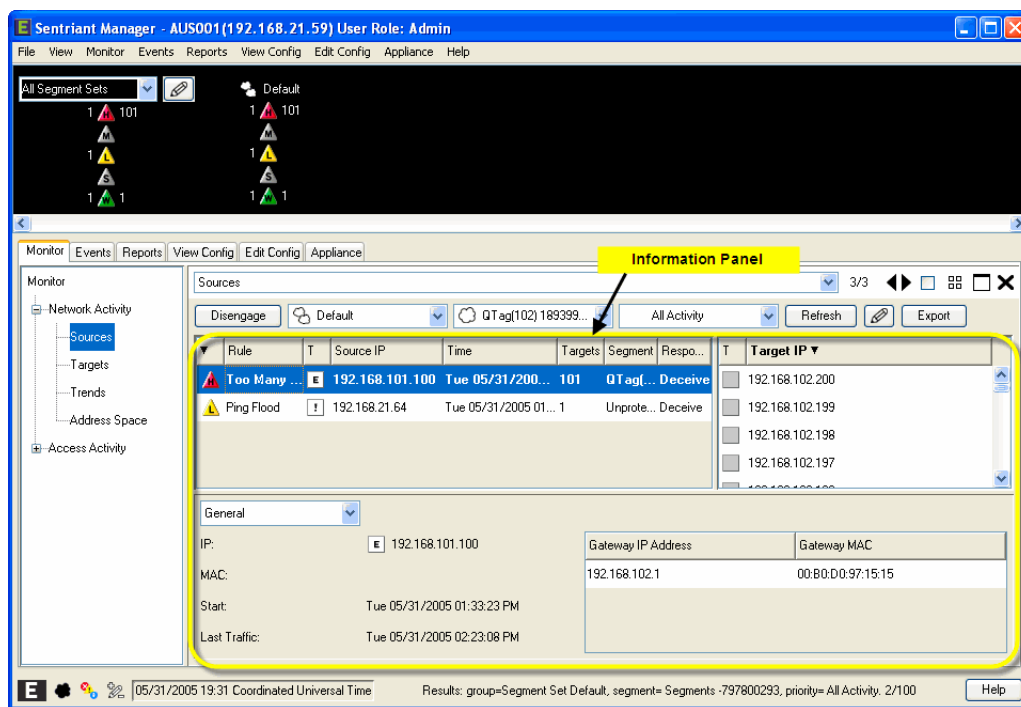 Sentriant Manager - AUS001(192.168.21.59) User Role: Admin
File View Monitor Events Reports View Config Edit Config Appliance Help
All Segment Sets Default
1 H 101 1 H 101
M M
1 L 1 L
S S
1 1 1 1
Monitor Events Reports View Config Edit Config Appliance
Information Panel
Monitor
Network Activity
Sources
Targets
Trends
Address Space
Access Activity
Sources 3/3
Disengage Default QTag(102) 189399... All Activity Refresh Export
Rule T Source IP Time Targets Segment Respo... T Target IP
H Too Many ... E 192.168.101.100 Tue 05/31/200... 101 QTag(... Deceive
L Ping Flood ! 192.168.21.64 Tue 05/31/2005 01... 1 Unprote... Deceive
192.168.102.200
192.168.102.199
192.168.102.198
192.168.102.197
General
IP: E 192.168.101.100
MAC:
Start: Tue 05/31/2005 01:33:23 PM
Last Traffic: Tue 05/31/2005 02:23:08 PM
Gateway IP Address Gateway MAC
192.168.102.1 00:B0:D0:97:15:15
E 05/31/2005 19:31 Coordinated Universal Time Results: group=Segment Set Default, segment= Segments -797800293, priority= All Activity. 2/100 Help